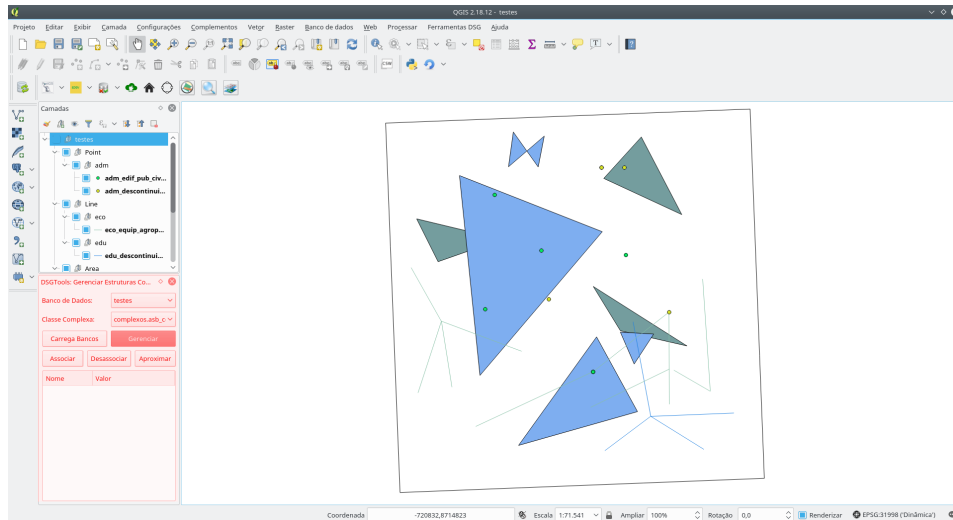 QGIS 2.18.12 - testes
Projeto Editar Exibir Camada Configurações Complementos Vetor Raster Banco de dados Web Processar Ferramentas DSG Ajuda
Camadas
testes
Point
adm
adm_edif_pub_civ...
adm_descontinui...
Line
eco
eco_equip_agrop...
edu
edu_descontinui...
Area
DSGTools: Gerenciar Estruturas Co...
Banco de Dados: testes
Classe Complexa: complexos.asb_c
Carrega Bancos Gerenciar
Associar Desassociar Aproximar
Nome Valor
Coordenada -720832,8714823 Escala 1:71.541 Ampliar 100% Rotação 0,0 Renderizar EPSG:31998 ('Dinâmica')